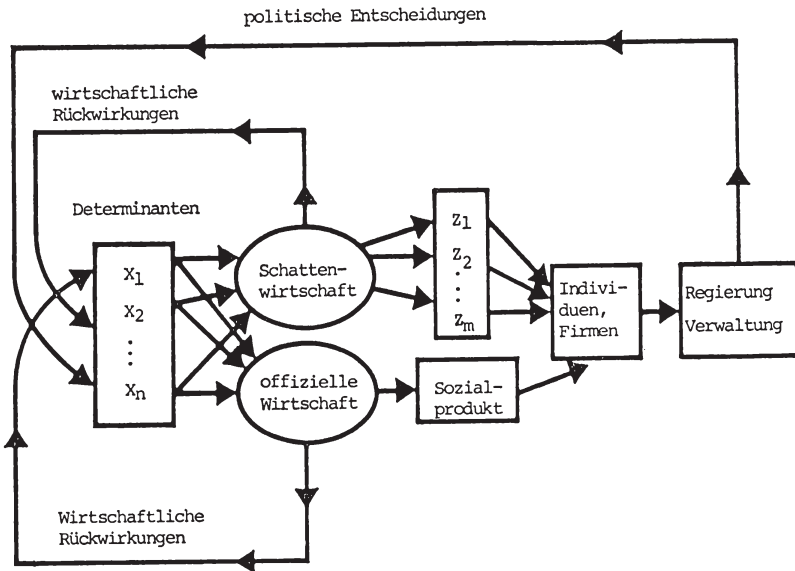 politische Entscheidungen
wirtschaftliche
Rückwirkungen
Determinanten
X1
X2
...
Xn
Schatten-
wirtschaft
offizielle
Wirtschaft
Z1
Z2
...
Zm
Sozial-
produkt
Indivi-
duen,
Firmen
Regierung
Verwaltung
Wirtschaftliche
Rückwirkungen